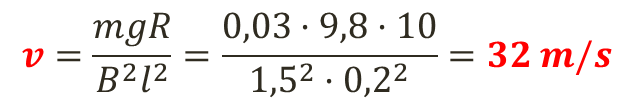 v = mgR / B²l² = 0,03 · 9,8 · 10 / 1,5² · 0,2² = 32 m/s